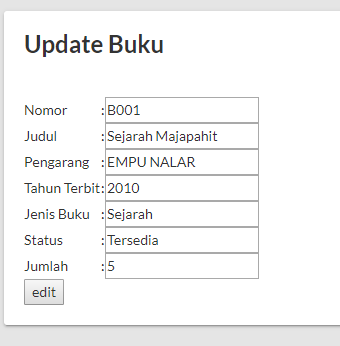 Update Buku
Nomor : B001
Judul : Sejarah Majapahit
Pengarang : EMPU NALAR
Tahun Terbit : 2010
Jenis Buku : Sejarah
Status : Tersedia
Jumlah : 5
edit